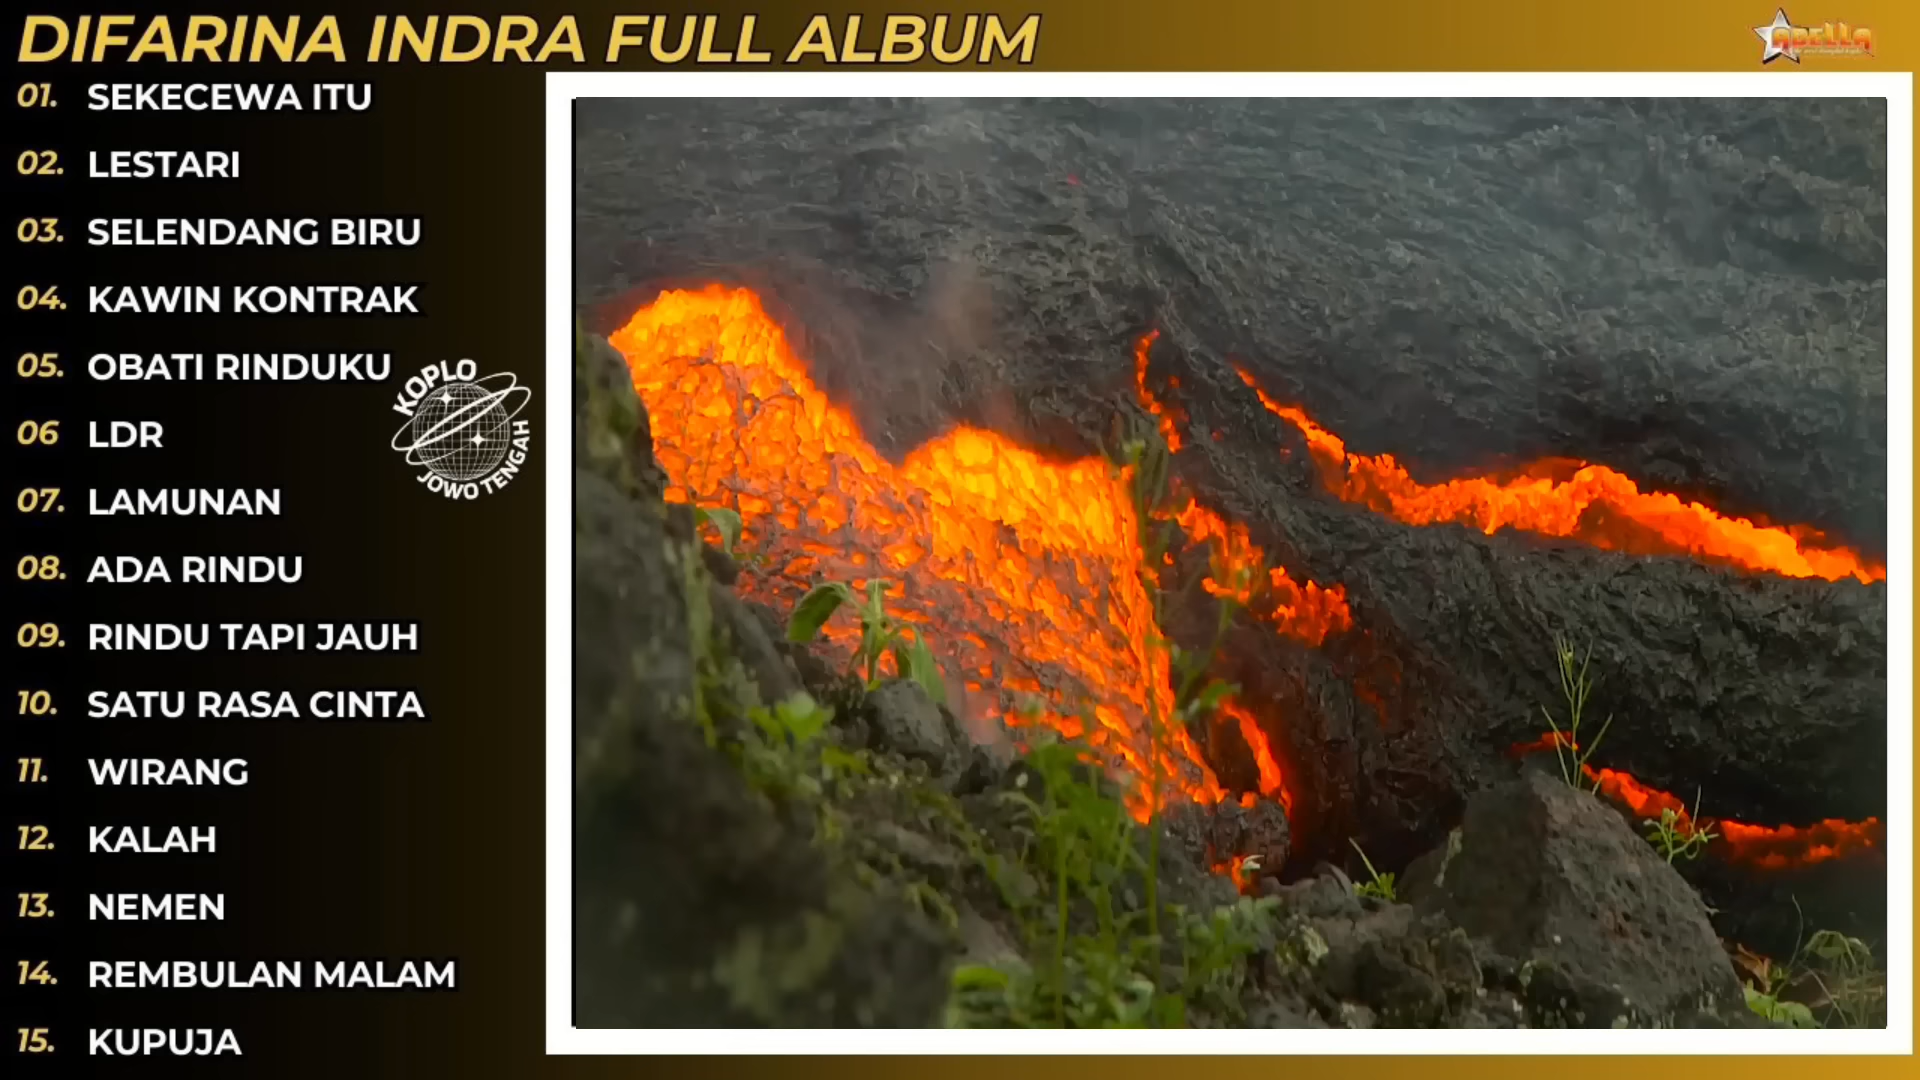 DIFARINA INDRA FULL ALBUM
ADELLA
01. SEKECEWA ITU
02. LESTARI
03. SELENDANG BIRU
04. KAWIN KONTRAK
05. OBATI RINDUKU
KOPLO
JOWO TENGAH
06 LDR
07. LAMUNAN
08. ADA RINDU
09. RINDU TAPI JAUH
10. SATU RASA CINTA
11. WIRANG
12. KALAH
13. NEMEN
14. REMBULAN MALAM
15. KUPUJA